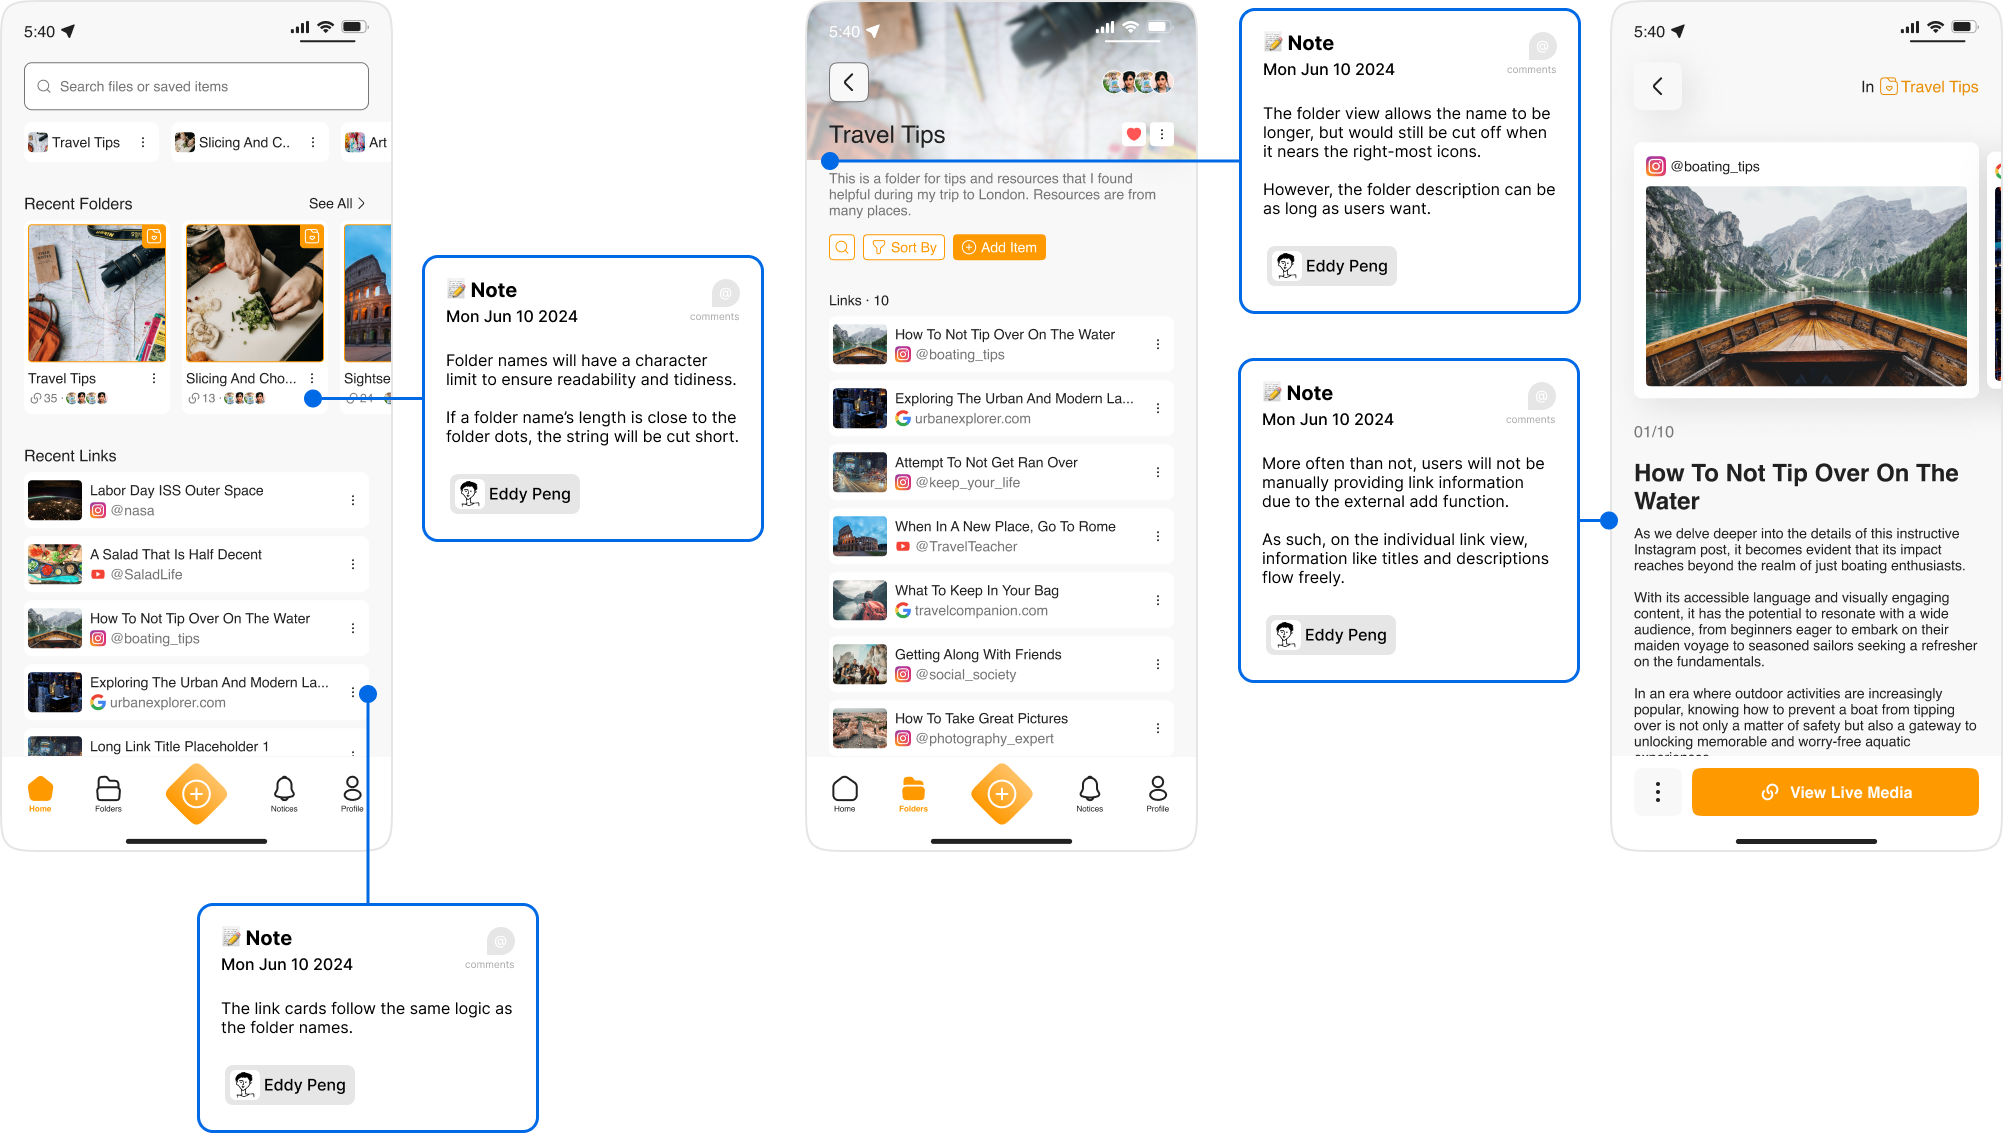 5:40
Search files or saved items
Travel Tips
Slicing And C..
Art
Recent Folders
See All
Travel Tips
35 ·
Slicing And Cho...
13 ·
Sightse
24
Recent Links
Labor Day ISS Outer Space
@nasa
A Salad That Is Half Decent
@SaladLife
How To Not Tip Over On The Water
@boating_tips
Exploring The Urban And Modern La...
urbanexplorer.com
Long Link Title Placeholder 1
Home
Folders
Notices
Profile
Note
Mon Jun 10 2024
@
comments
Folder names will have a character
limit to ensure readability and tidiness.
If a folder name’s length is close to the
folder dots, the string will be cut short.
Eddy Peng
Note
Mon Jun 10 2024
@
comments
The link cards follow the same logic as
the folder names.
Eddy Peng
5:40
Travel Tips
This is a folder for tips and resources that I found
helpful during my trip to London. Resources are from
many places.
Sort By
Add Item
Links · 10
How To Not Tip Over On The Water
@boating_tips
Exploring The Urban And Modern La...
urbanexplorer.com
Attempt To Not Get Ran Over
@keep_your_life
When In A New Place, Go To Rome
@TravelTeacher
What To Keep In Your Bag
travelcompanion.com
Getting Along With Friends
@social_society
How To Take Great Pictures
@photography_expert
Home
Folders
Notices
Profile
Note
Mon Jun 10 2024
@
comments
The folder view allows the name to be
longer, but would still be cut off when
it nears the right-most icons.
However, the folder description can be
as long as users want.
Eddy Peng
Note
Mon Jun 10 2024
@
comments
More often than not, users will not be
manually providing link information
due to the external add function.
As such, on the individual link view,
information like titles and descriptions
flow freely.
Eddy Peng
5:40
In Travel Tips
@boating_tips
01/10
How To Not Tip Over On The
Water
As we delve deeper into the details of this instructive
Instagram post, it becomes evident that its impact
reaches beyond the realm of just boating enthusiasts.
With its accessible language and visually engaging
content, it has the potential to resonate with a wide
audience, from beginners eager to embark on their
maiden voyage to seasoned sailors seeking a refresher
on the fundamentals.
In an era where outdoor activities are increasingly
popular, knowing how to prevent a boat from tipping
over is not only a matter of safety but also a gateway to
unlocking memorable and worry-free aquatic
View Live Media